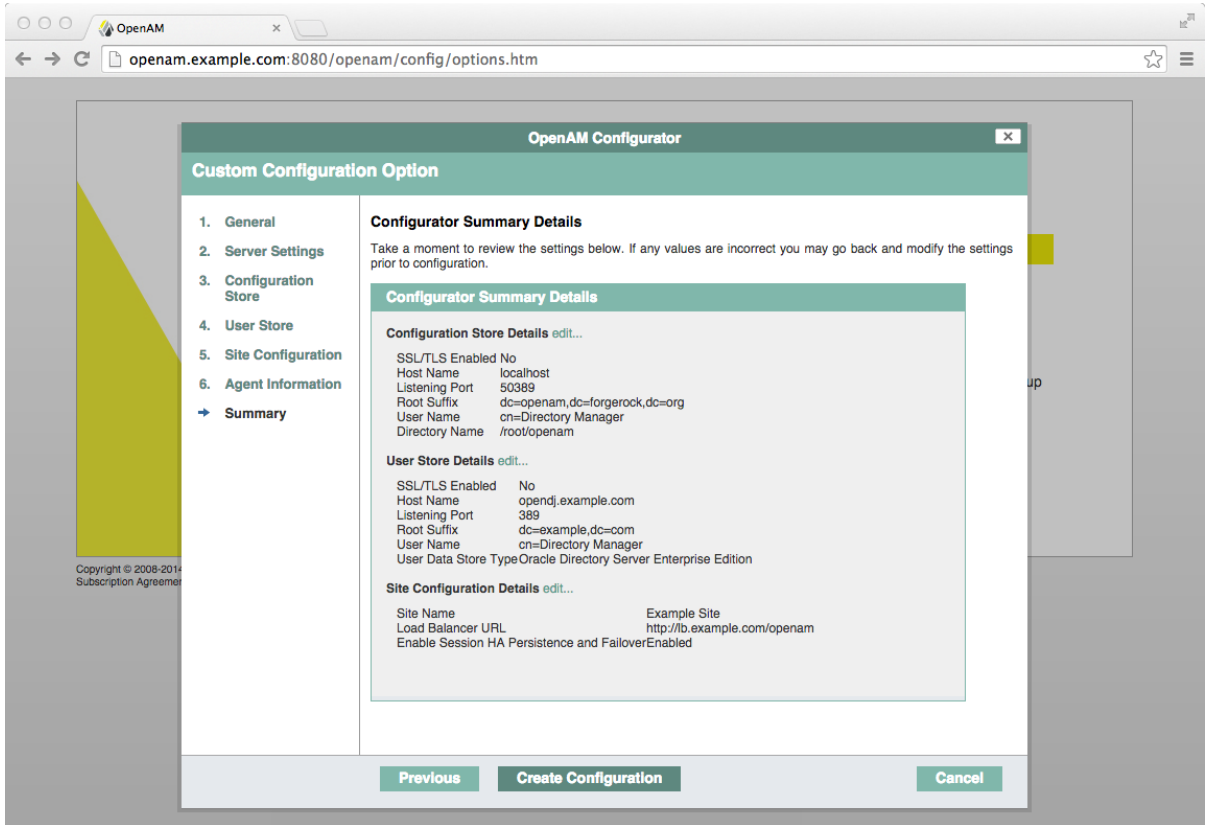 OpenAM
openam.example.com:8080/openam/config/options.htm
OpenAM Configurator
Custom Configuration Option
1. General
2. Server Settings
3. Configuration
Store
4. User Store
5. Site Configuration
6. Agent Information
Summary
Configurator Summary Details
Take a moment to review the settings below. If any values are incorrect you may go back and modify the settings
prior to configuration.
Configurator Summary Details
Configuration Store Details edit...
SSL/TLS Enabled No
Host Name localhost
Listening Port 50389
Root Suffix dc=openam,dc=forgerock,dc=org
User Name cn=Directory Manager
Directory Name /root/openam
User Store Details edit...
SSL/TLS Enabled No
Host Name opendj.example.com
Listening Port 389
Root Suffix dc=example,dc=com
User Name cn=Directory Manager
User Data Store Type Oracle Directory Server Enterprise Edition
Site Configuration Details edit...
Site Name Example Site
Load Balancer URL http://lb.example.com/openam
Enable Session HA Persistence and Failover Enabled
up
Copyright © 2008-2014
Subscription Agreemer
Previous
Create Configuration
Cancel